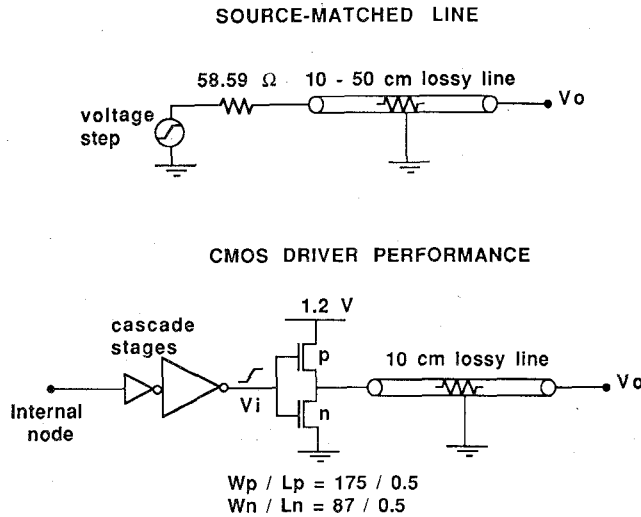 SOURCE-MATCHED LINE
58.59 Ω 10 - 50 cm lossy line
voltage
step
Vo
CMOS DRIVER PERFORMANCE
1.2 V
cascade
stages
p
10 cm lossy line
Vi
n
Vo
Internal
node
Wp / Lp = 175 / 0.5
Wn / Ln = 87 / 0.5